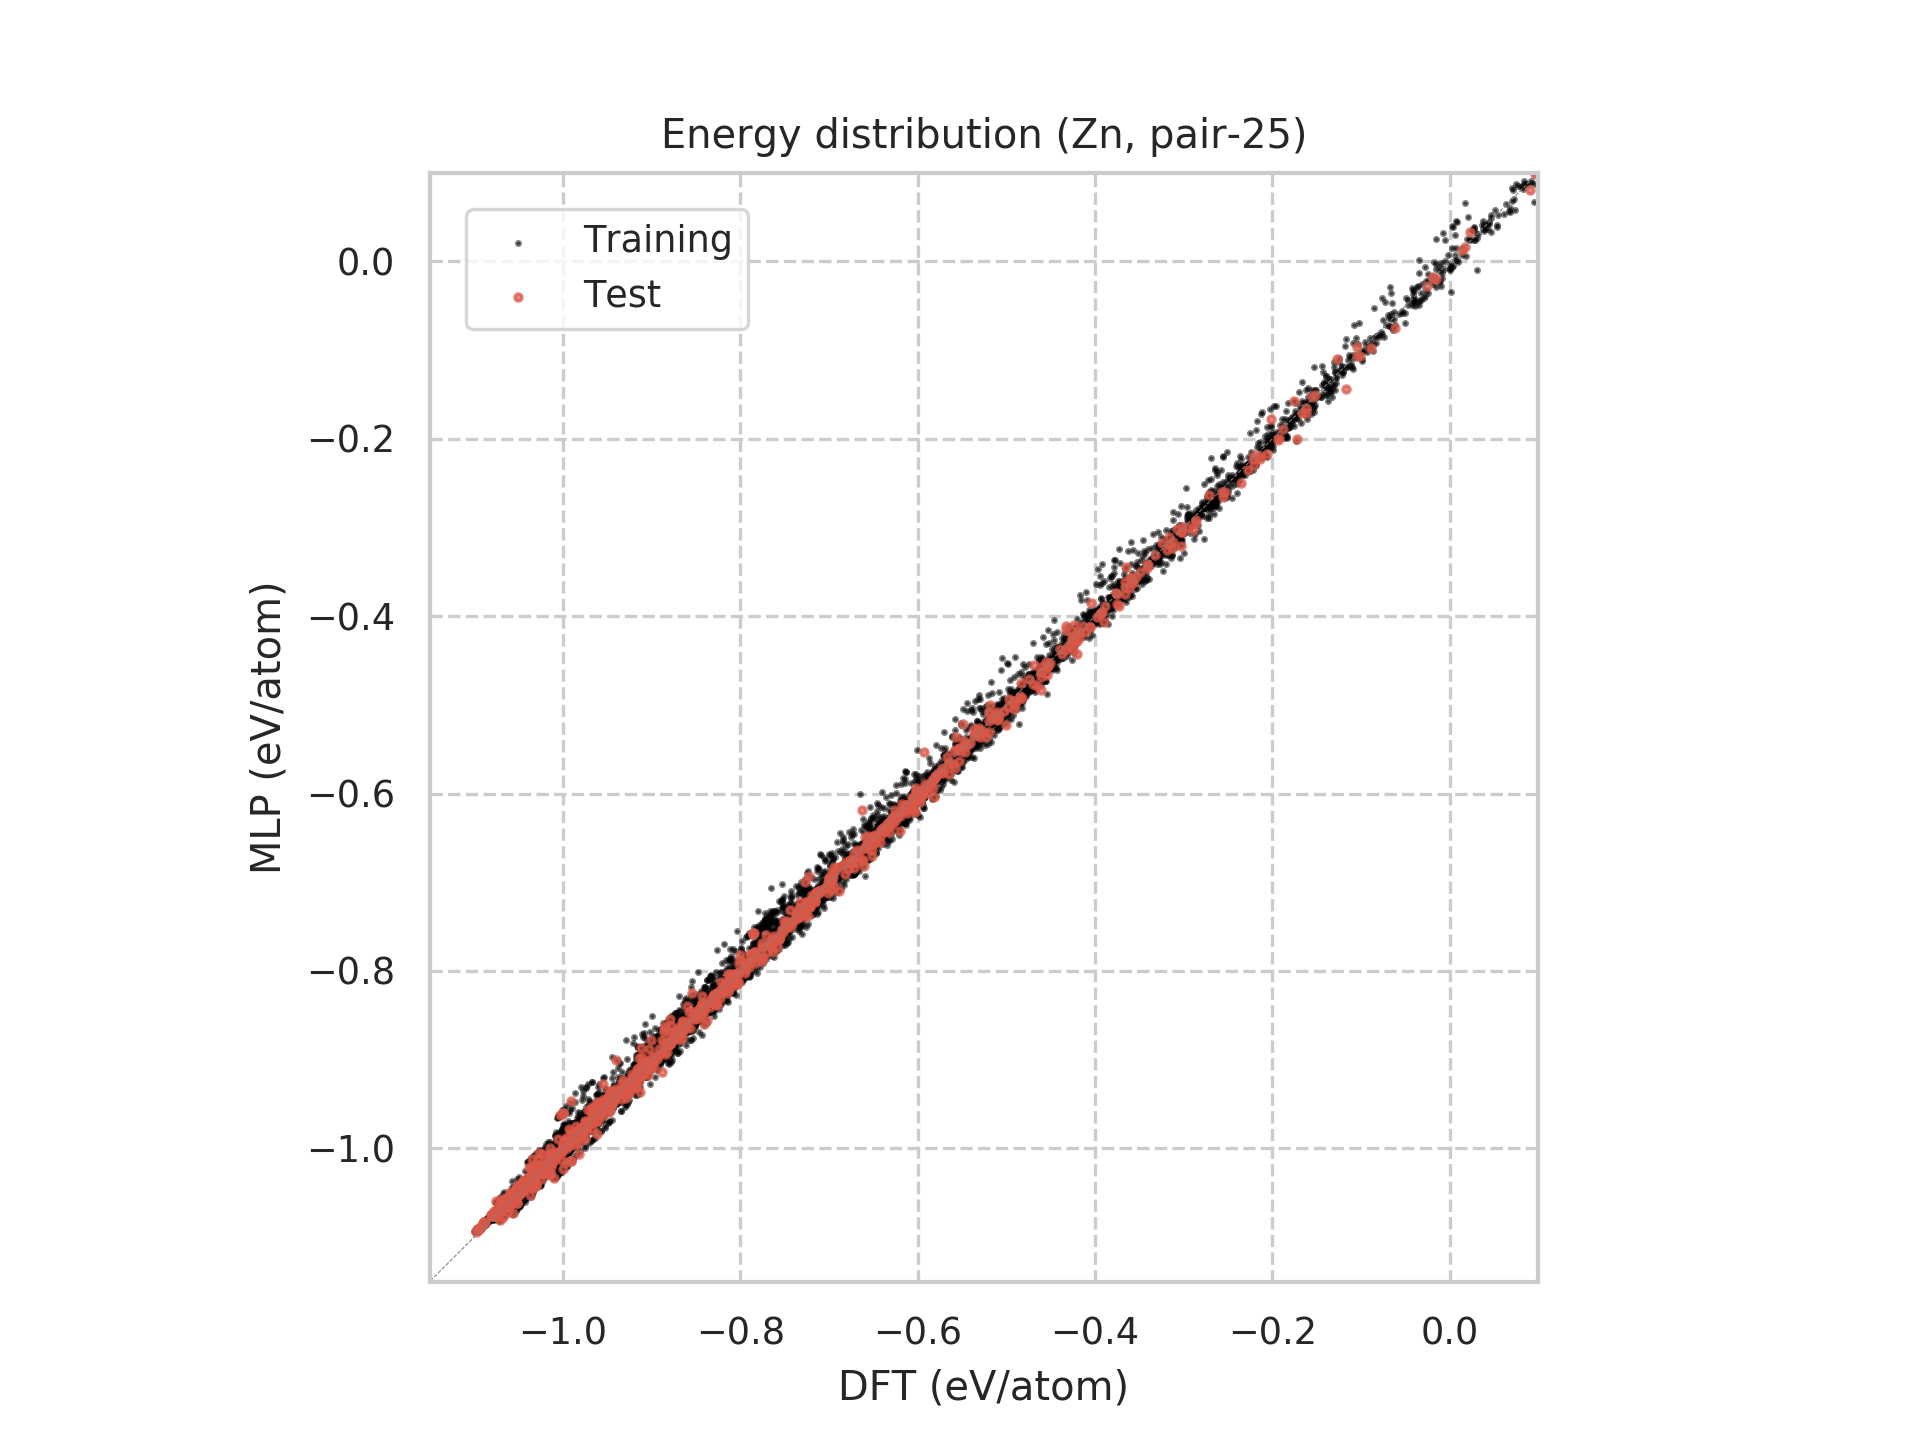 Energy distribution (Zn, pair-25)
Training
Test
0.0
−0.2
−0.4
−0.6
−0.8
−1.0
MLP (eV/atom)
−1.0 −0.8 −0.6 −0.4 −0.2 0.0
DFT (eV/atom)